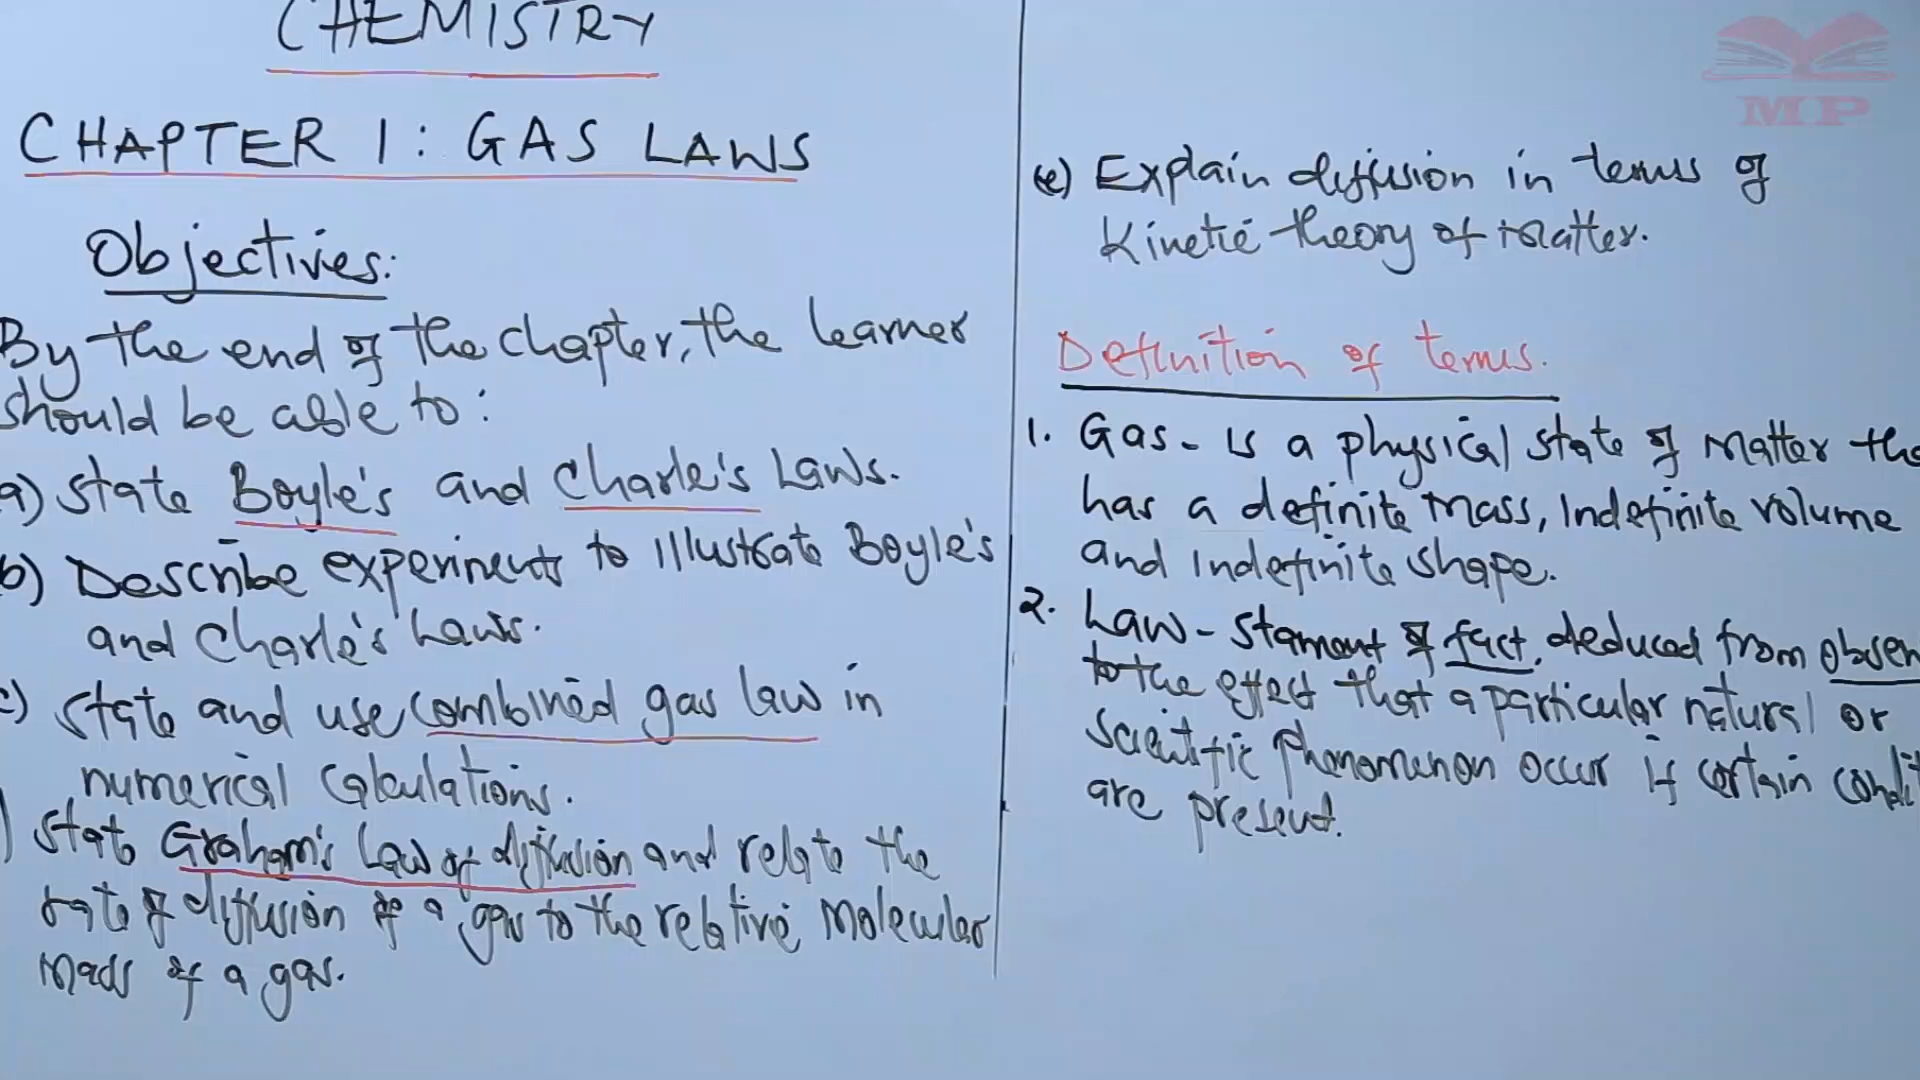 CHEMISTRY
CHAPTER 1: GAS LAWS
Objectives:
By the end of the chapter, the learner
should be able to:
a) state Boyle's and Charle's Laws.
b) Describe experiments to illustrate Boyle's
and Charle's Laws.
c) State and use combined gas law in
numerical calculations.
) State Graham's Law of diffusion and relate the
rate of diffusion of a gas to the relative molecular
mass of a gas.
MP
(e) Explain diffusion in terms of
Kinetic theory of Matter.
Definition of terms.
1. Gas - is a physical state of matter tha
has a definite mass, indefinite volume
and indefinite shape.
2. Law - Stament of fact, deduced from obser
to the effect that a particular natural or
scientific phenomenon occur if certain condit
are present.